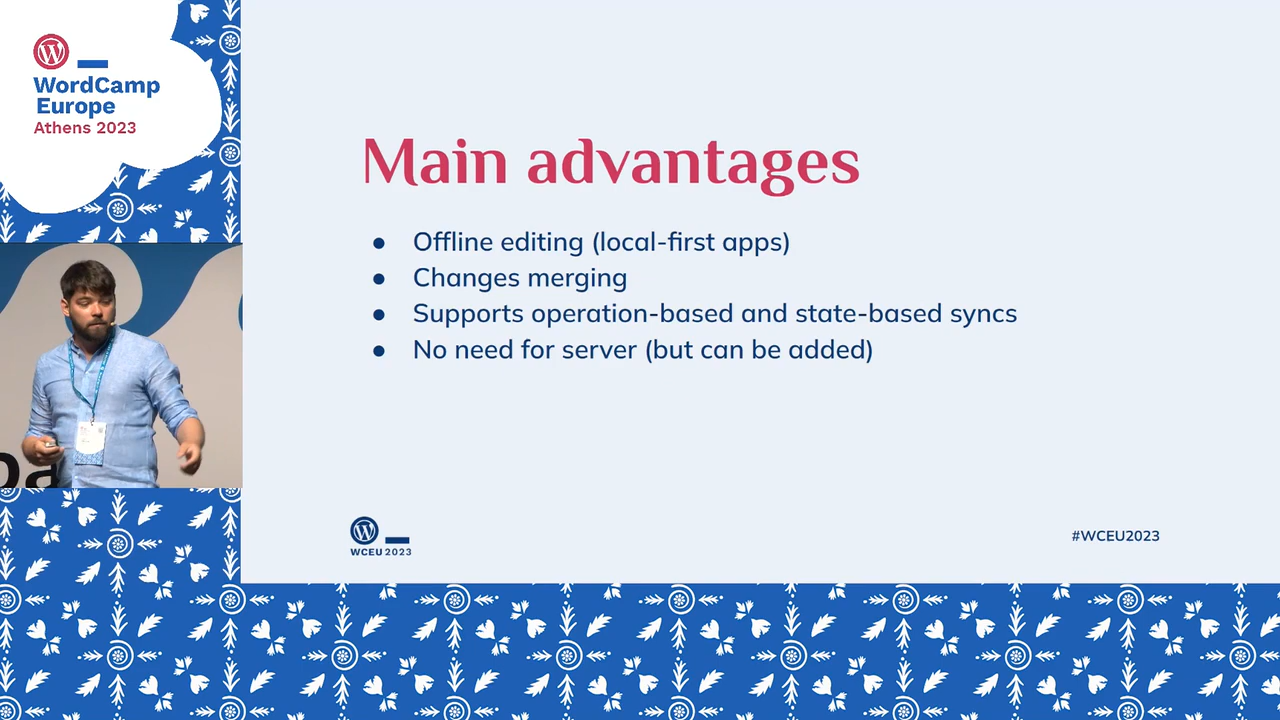 WordCamp
Europe
Athens 2023
Main advantages
● Offline editing (local-first apps)
● Changes merging
● Supports operation-based and state-based syncs
● No need for server (but can be added)
WCEU 2023
#WCEU2023